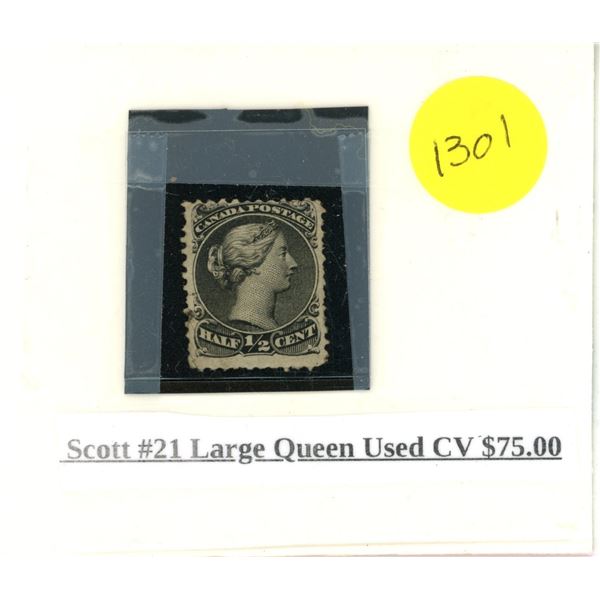 1301
CANADA POSTAGE
HALF 1/2 CENT
Scott #21 Large Queen Used CV $75.00